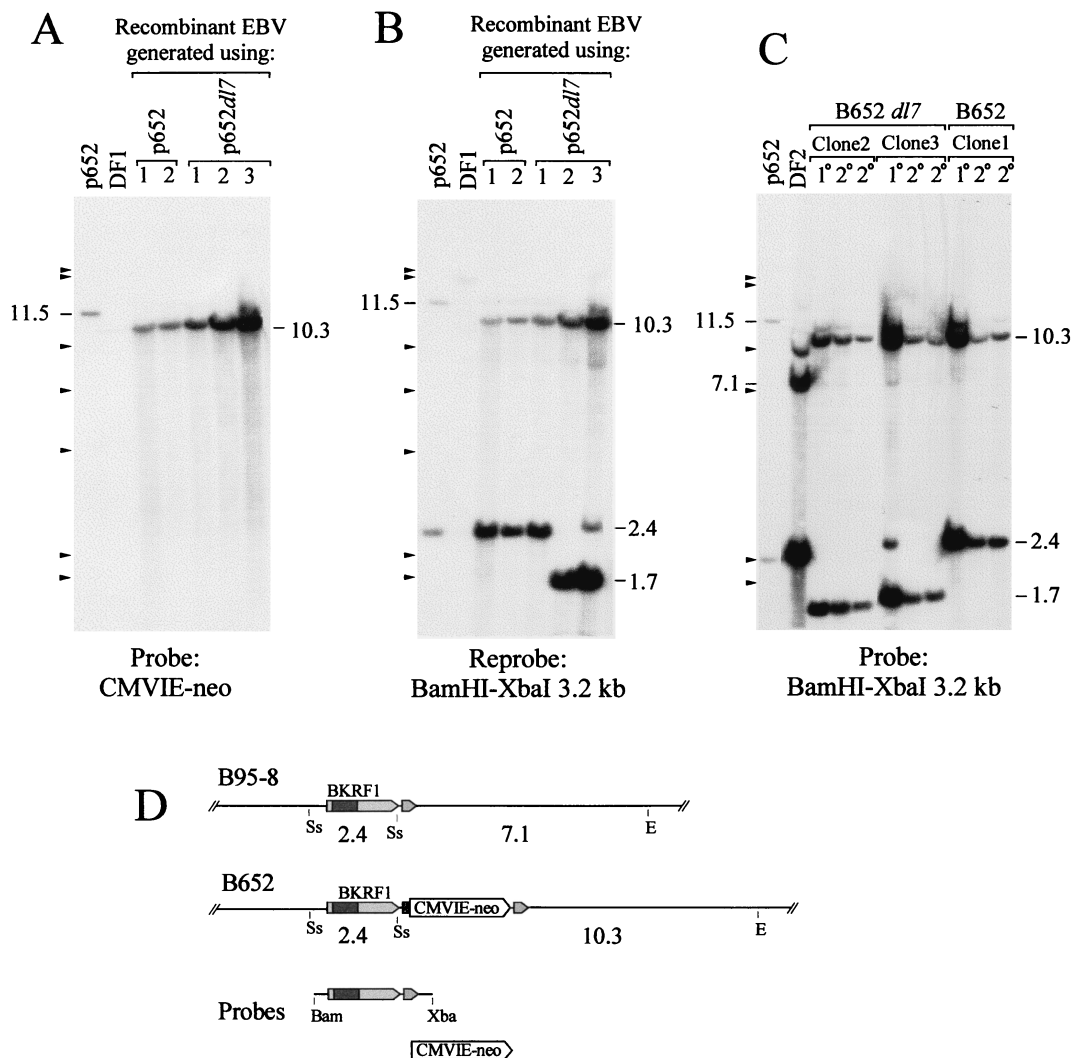 A
Recombinant EBV
generated using:
p652
DF1
p652
p652dl7
1 2 1 2 3
11.5
10.3
Probe:
CMVIE-neo
B
Recombinant EBV
generated using:
p652
DF1
p652
p652dl7
1 2 1 2 3
11.5
10.3
2.4
1.7
Reprobe:
BamHI-XbaI 3.2 kb
C
B652 dl7 B652
Clone2 Clone3 Clone1
p652
DF2
1° 2° 2° 1° 2° 2° 1° 2° 2°
11.5
10.3
7.1
2.4
1.7
Probe:
BamHI-XbaI 3.2 kb
D
B95-8
BKRF1
Ss 2.4 Ss 7.1 E
B652
BKRF1
CMVIE-neo
Ss 2.4 Ss 10.3 E
Probes
Bam Xba
CMVIE-neo